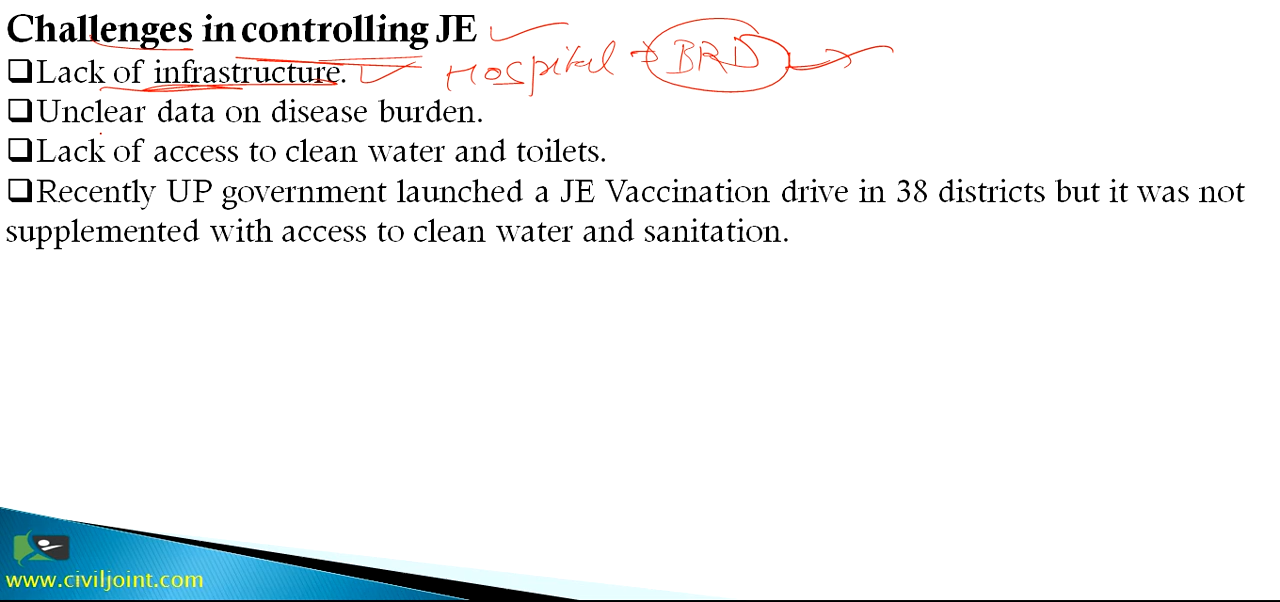 Challenges in controlling JE
❑Lack of infrastructure. Hospital → BRD
❑Unclear data on disease burden.
❑Lack of access to clean water and toilets.
❑Recently UP government launched a JE Vaccination drive in 38 districts but it was not
supplemented with access to clean water and sanitation.
www.civiljoint.com